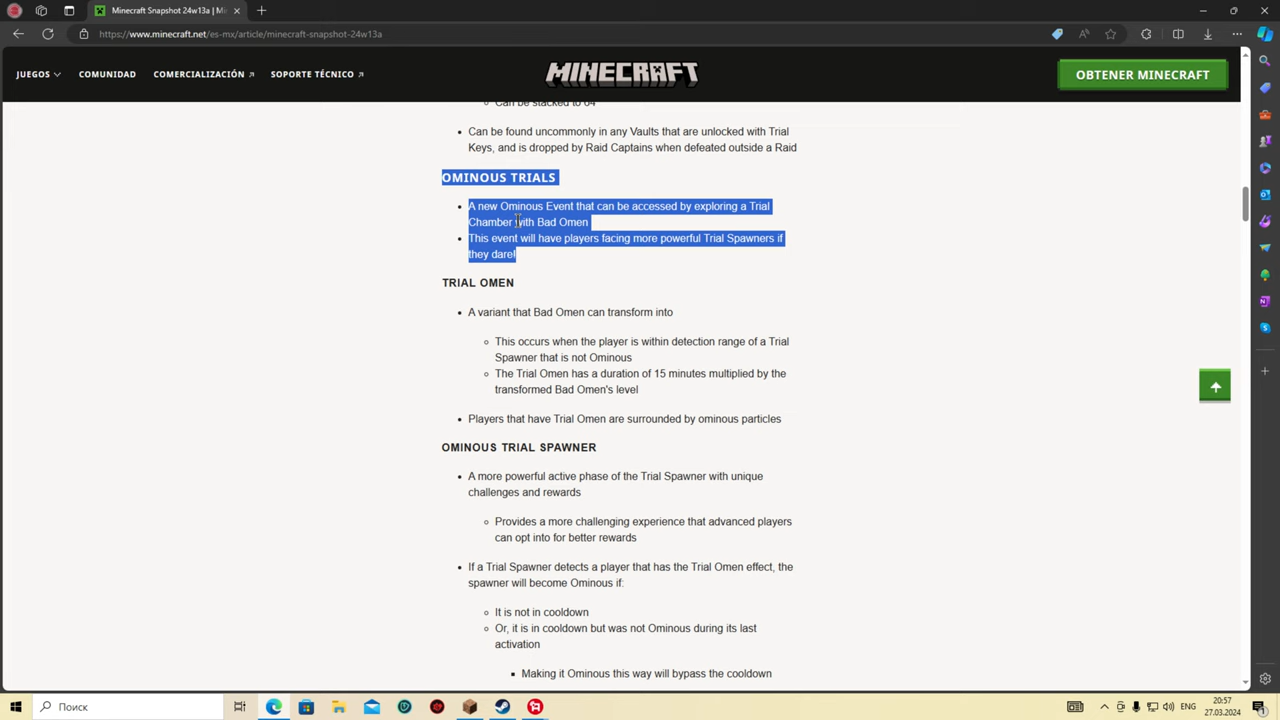 Minecraft Snapshot 24w13a |
https://www.minecraft.net/es-mx/article/minecraft-snapshot-24w13a
JUEGOS
COMUNIDAD
COMERCIALIZACIÓN
SOPORTE TÉCNICO
MINECRAFT
OBTENER MINECRAFT
Can be stacked to 64
Can be found uncommonly in any Vaults that are unlocked with Trial
Keys, and is dropped by Raid Captains when defeated outside a Raid
OMINOUS TRIALS
A new Ominous Event that can be accessed by exploring a Trial
Chamber with Bad Omen
This event will have players facing more powerful Trial Spawners if
they dare!
TRIAL OMEN
A variant that Bad Omen can transform into
This occurs when the player is within detection range of a Trial
Spawner that is not Ominous
The Trial Omen has a duration of 15 minutes multiplied by the
transformed Bad Omen's level
Players that have Trial Omen are surrounded by ominous particles
OMINOUS TRIAL SPAWNER
A more powerful active phase of the Trial Spawner with unique
challenges and rewards
Provides a more challenging experience that advanced players
can opt into for better rewards
If a Trial Spawner detects a player that has the Trial Omen effect, the
spawner will become Ominous if:
It is not in cooldown
Or, it is in cooldown but was not Ominous during its last
activation
Making it Ominous this way will bypass the cooldown
Поиск
ENG
20:57
27.03.2024